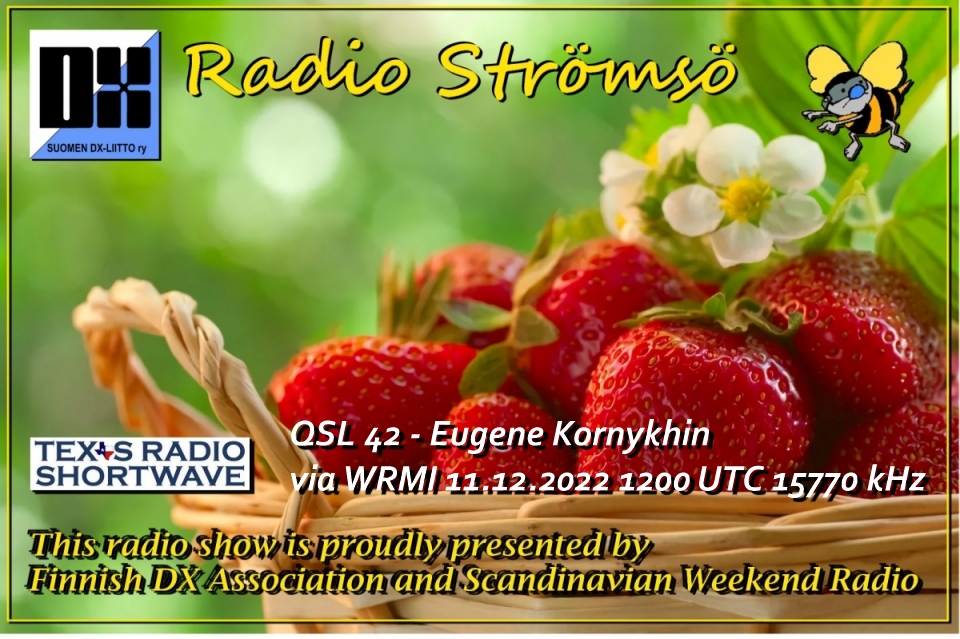 DX
SUOMEN DX-LIITTO ry
Radio Strömsö
TEXAS RADIO
SHORTWAVE
QSL 42 - Eugene Kornykhin
via WRMI 11.12.2022 1200 UTC 15770 kHz
This radio show is proudly presented by
Finnish DX Association and Scandinavian Weekend Radio